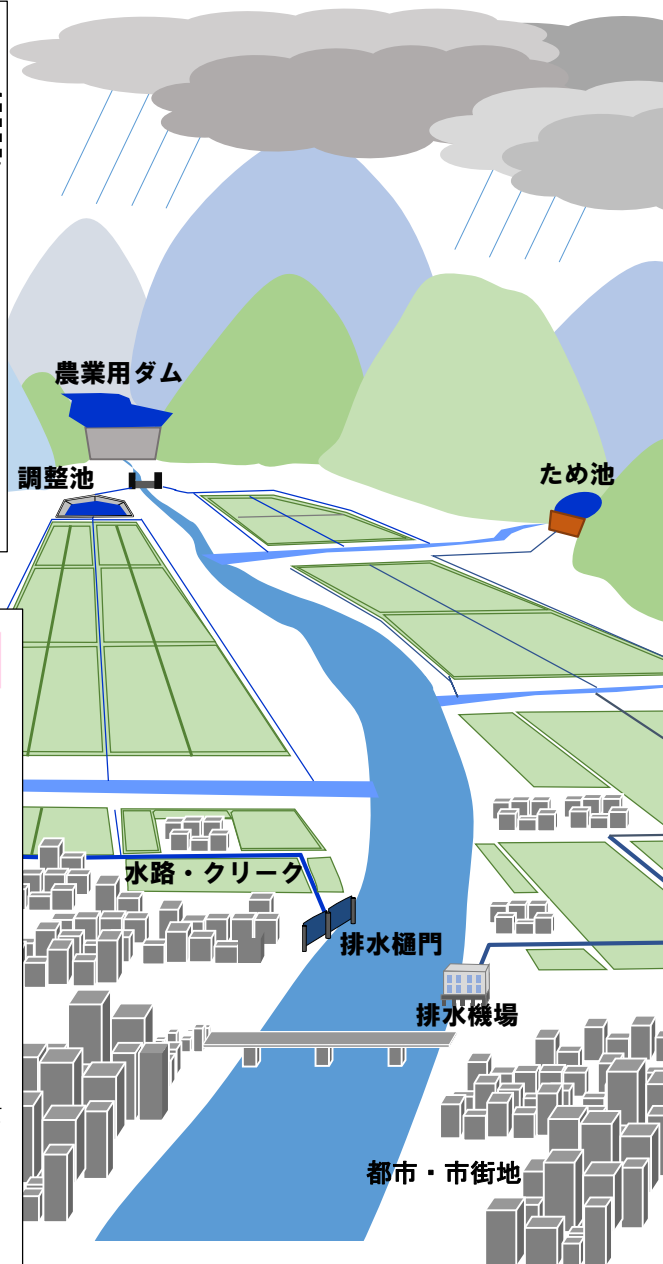 農業用ダム
調整池
ため池
水路・クリーク
排水樋門
排水機場
都市・市街地